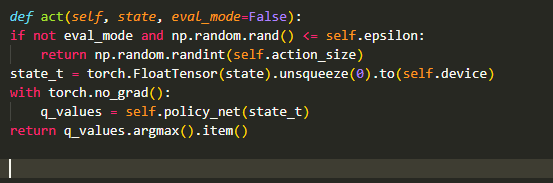 def act(self, state, eval_mode=False):
if not eval_mode and np.random.rand() <= self.epsilon:
    return np.random.randint(self.action_size)
state_t = torch.FloatTensor(state).unsqueeze(0).to(self.device)
with torch.no_grad():
    q_values = self.policy_net(state_t)
return q_values.argmax().item()